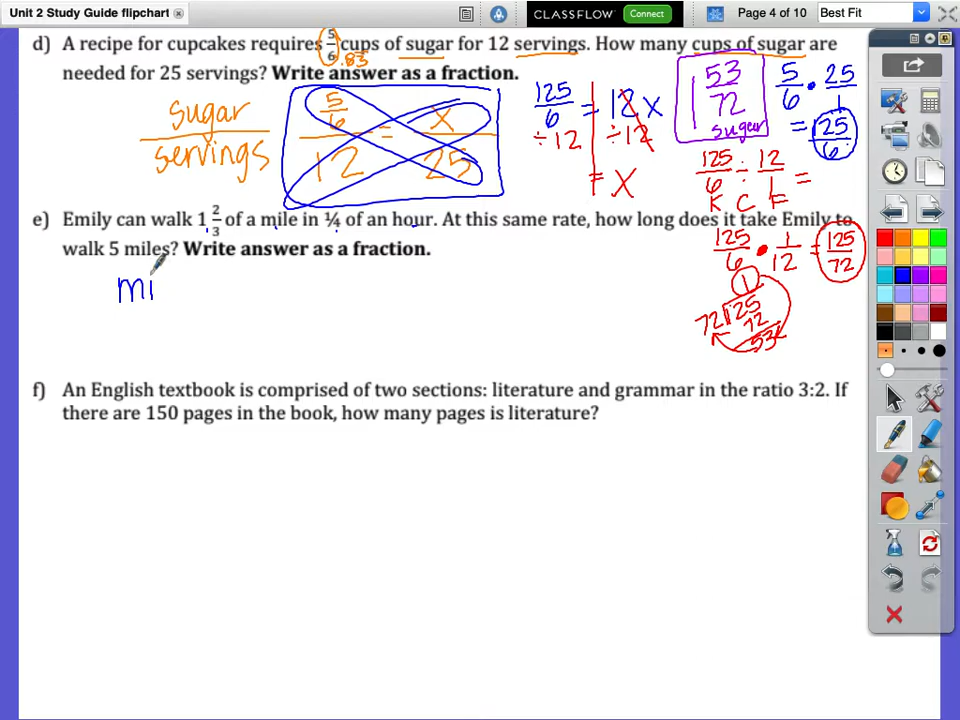 Unit 2 Study Guide flipchart
CLASSFLOW Connect
Page 4 of 10
Best Fit
d) A recipe for cupcakes requires 5/6 cups of sugar for 12 servings. How many cups of sugar are
.83
needed for 25 servings? Write answer as a fraction.
sugar
servings
5/6
12
=
x
25
125/6 = 12x
÷12 ÷12
= x
1 53/72
sugar
5/6 · 25/1
= 125/6
125/6 ÷ 12/1 =
K C F
125/6 · 1/12 = 125/72
1
72 125
72
53
e) Emily can walk 1 2/3 of a mile in ¼ of an hour. At this same rate, how long does it take Emily to
walk 5 miles? Write answer as a fraction.
mi
f) An English textbook is comprised of two sections: literature and grammar in the ratio 3:2. If
there are 150 pages in the book, how many pages is literature?